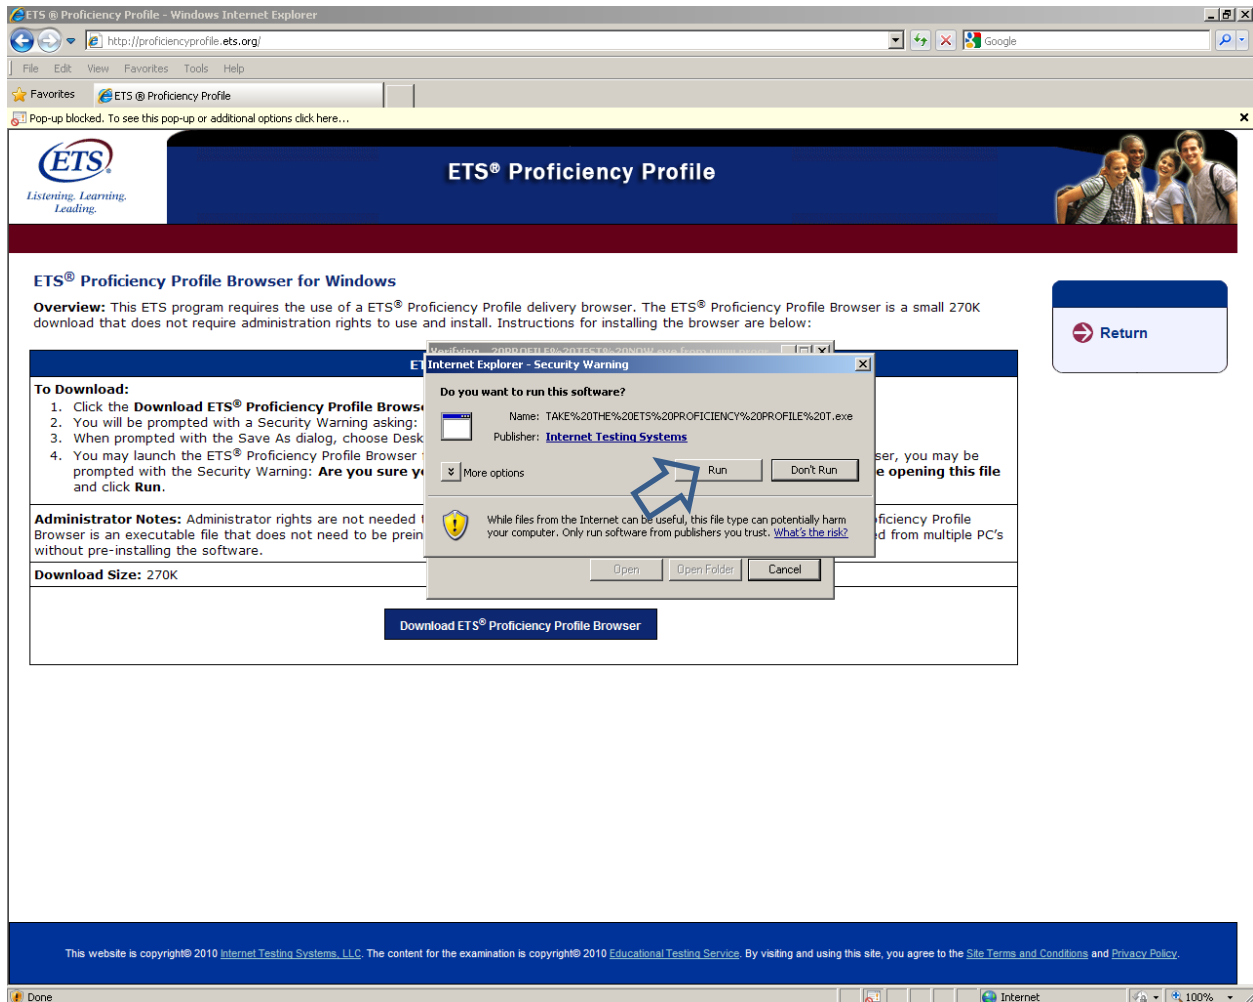 ETS ® Proficiency Profile - Windows Internet Explorer
http://proficiencyprofile.ets.org/
Google
File Edit View Favorites Tools Help
Favorites ETS ® Proficiency Profile
Pop-up blocked. To see this pop-up or additional options click here...
ETS®
Listening. Learning.
Leading.
ETS® Proficiency Profile
ETS® Proficiency Profile Browser for Windows
Overview: This ETS program requires the use of a ETS® Proficiency Profile delivery browser. The ETS® Proficiency Profile Browser is a small 270K
download that does not require administration rights to use and install. Instructions for installing the browser are below:
Return
To Download:
1. Click the Download ETS® Proficiency Profile
2. You will be prompted with a Security Warning asking:
3. When prompted with the Save As dialog, choose
4. You may launch the ETS® Proficiency Profile Browser
you may be
prompted with the Security Warning: Are you sure
opening this file
and click Run.
Administrator Notes: Administrator rights are not needed
Profile
Browser is an executable file that does not need to be
from multiple PC's
without pre-installing the software.
Download Size: 270K
Download ETS® Proficiency Profile Browser
Internet Explorer - Security Warning
Do you want to run this software?
Name: TAKE%20THE%20ETS%20PROFICIENCY%20PROFILE%20T.exe
Publisher: Internet Testing Systems
More options
Run Don't Run
While files from the Internet can be useful, this file type can potentially harm
your computer. Only run software from publishers you trust. What's the risk?
Open Open Folder Cancel
This website is copyright© 2010 Internet Testing Systems, LLC. The content for the examination is copyright© 2010 Educational Testing Service. By visiting and using this site, you agree to the Site Terms and Conditions and Privacy Policy.
Done
Internet
100%